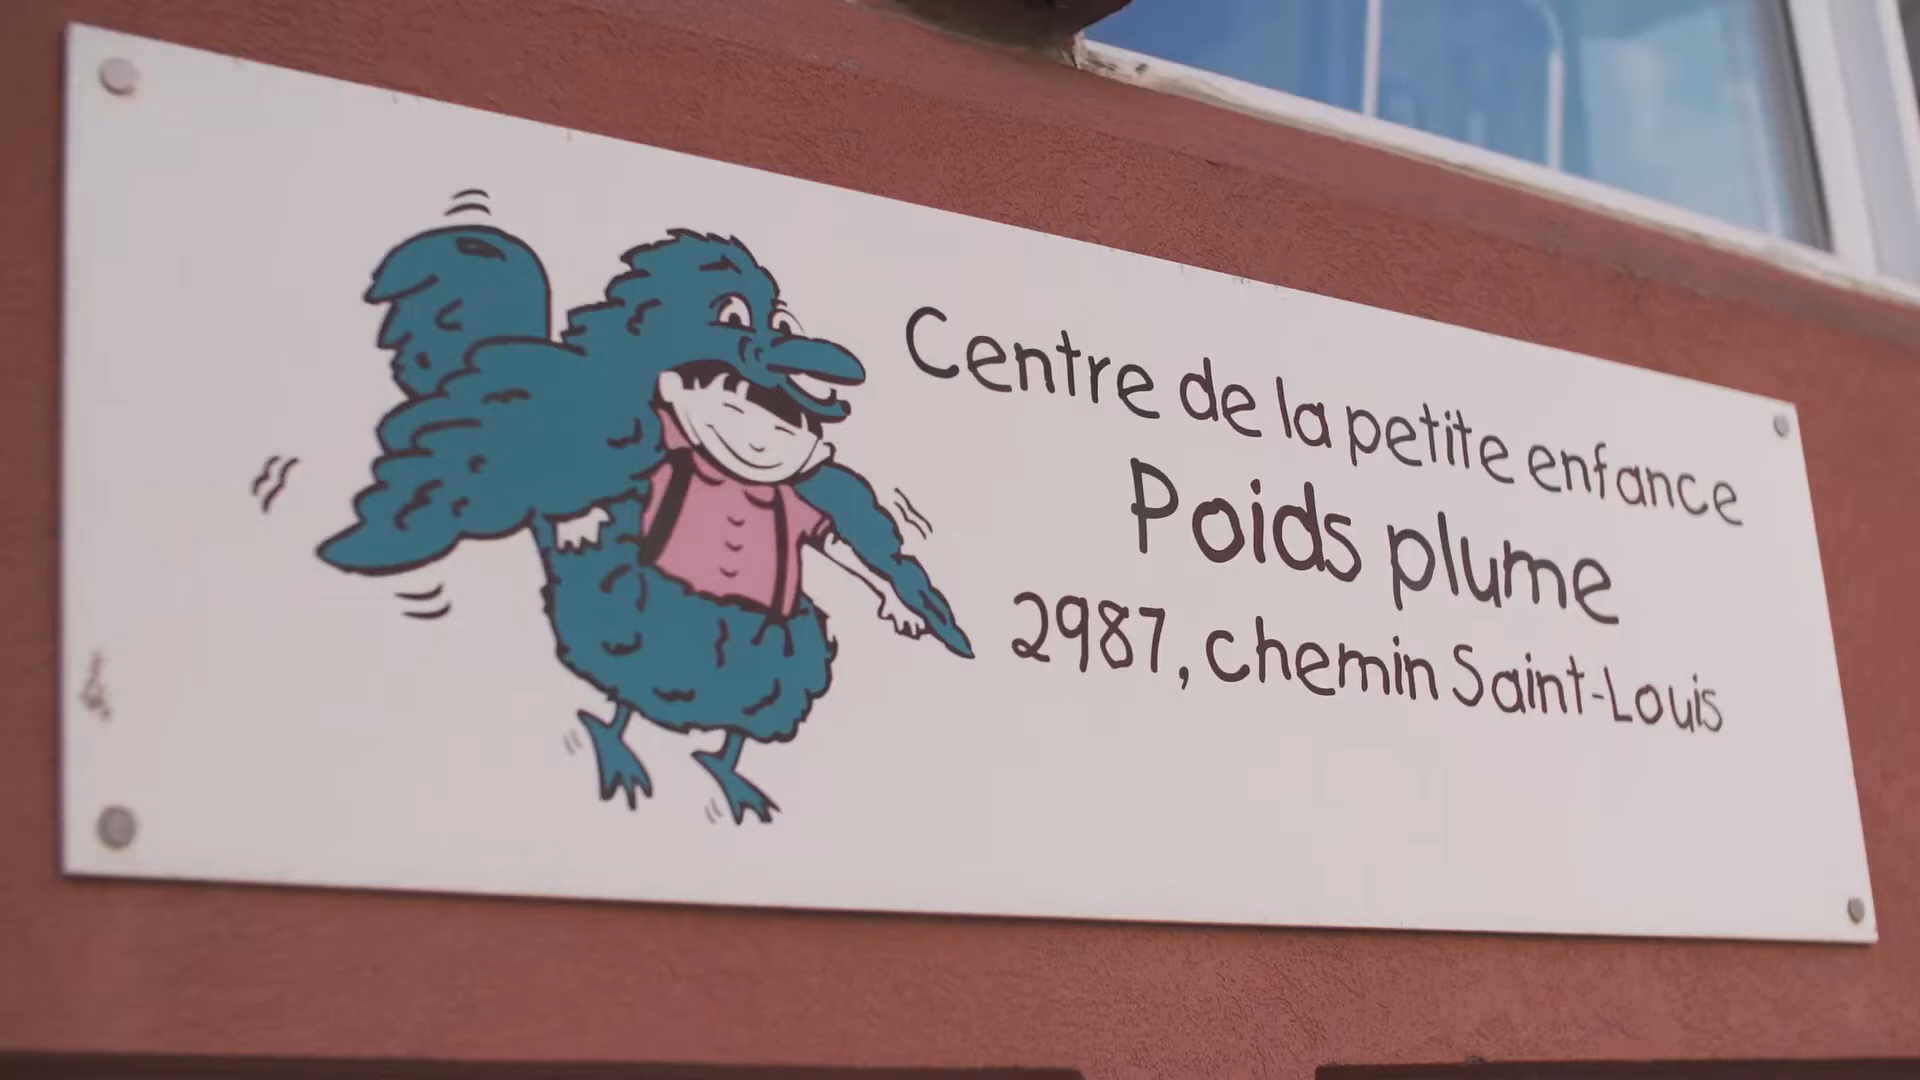 Centre de la petite enfance
Poids plume
2987, chemin Saint-Louis